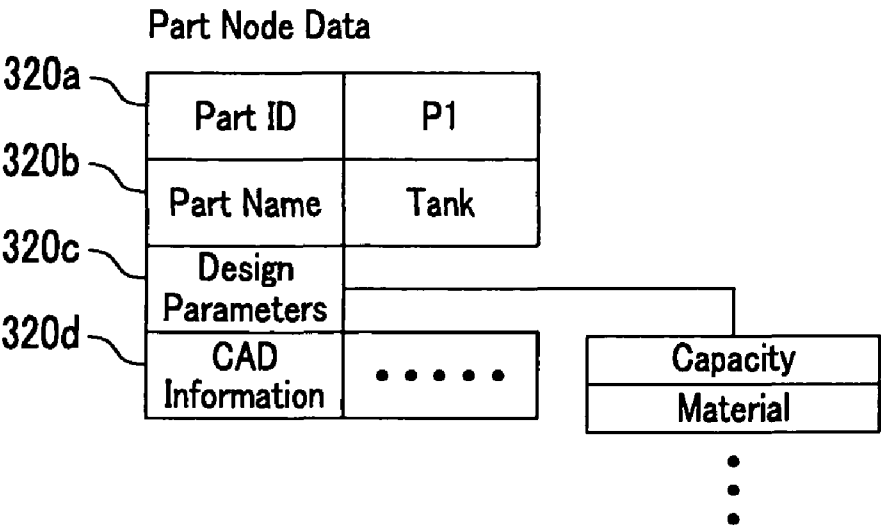 Part Node Data
320a
Part ID
P1
320b
Part Name
Tank
320c
Design
Parameters
320d
CAD
Information
• • • • •
Capacity
Material